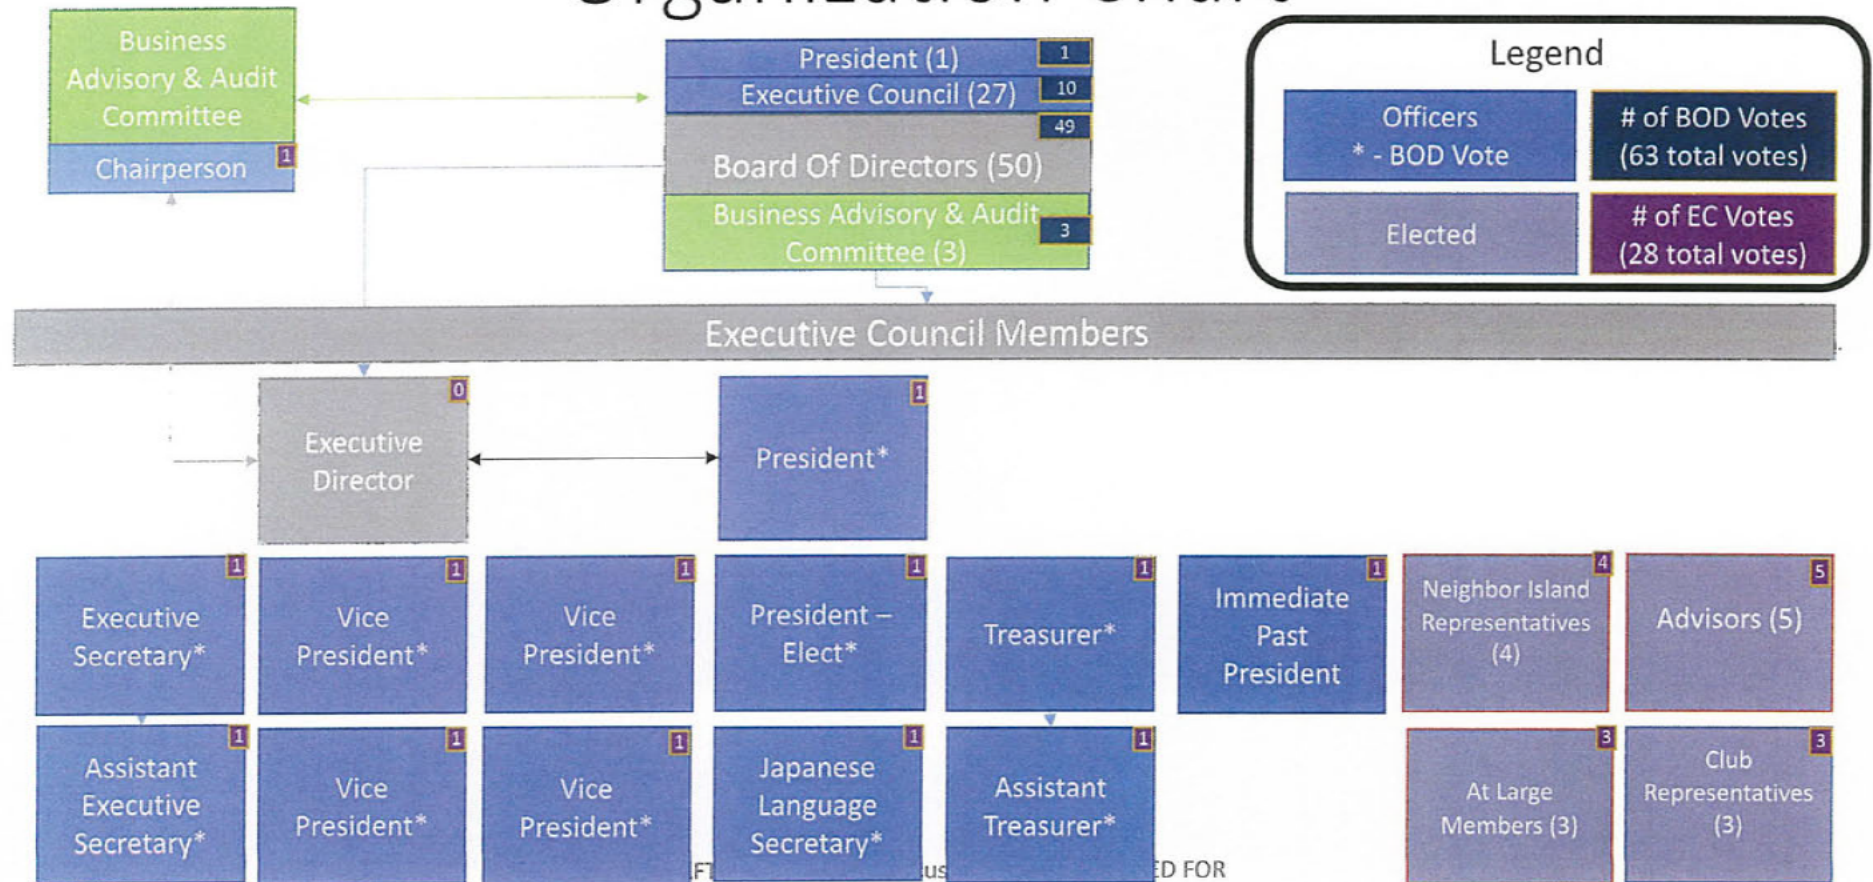 Organization Chart
Business
Advisory & Audit
Committee
Chairperson
1
President (1)
1
Executive Council (27)
10
49
Board Of Directors (50)
Business Advisory & Audit
Committee (3)
3
Legend
Officers
* - BOD Vote
# of BOD Votes
(63 total votes)
Elected
# of EC Votes
(28 total votes)
Executive Council Members
0
Executive
Director
1
President*
1
Executive
Secretary*
1
Vice
President*
1
Vice
President*
1
President –
Elect*
1
Treasurer*
1
Immediate
Past
President
4
Neighbor Island
Representatives
(4)
5
Advisors (5)
1
Assistant
Executive
Secretary*
1
Vice
President*
1
Vice
President*
1
Japanese
Language
Secretary*
1
Assistant
Treasurer*
3
At Large
Members (3)
3
Club
Representatives
(3)
FT us ED FOR